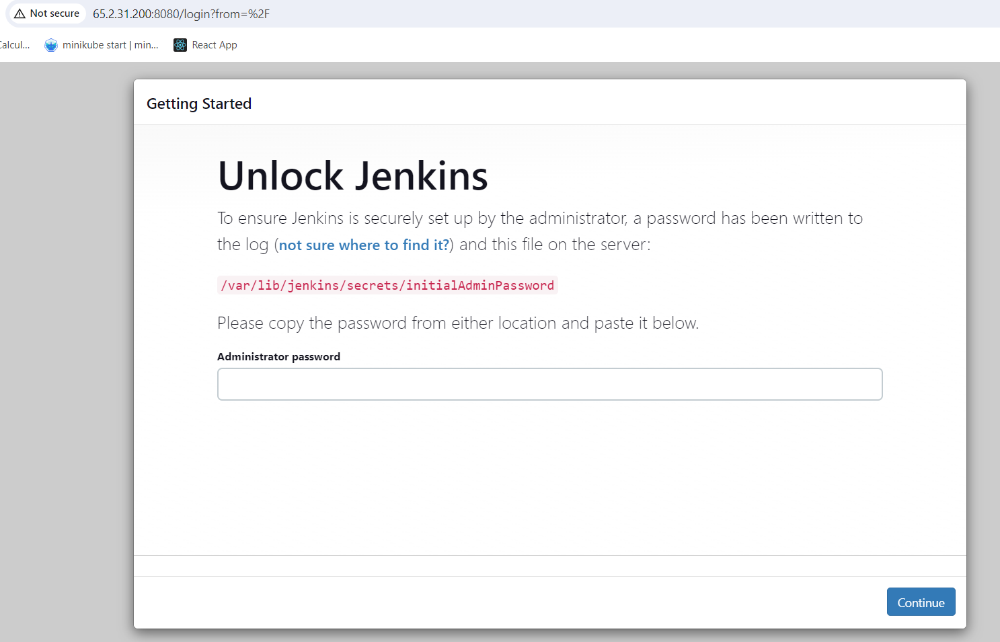 Not secure 65.2.31.200:8080/login?from=%2F
Calcul... minikube start | min... React App
Getting Started
Unlock Jenkins
To ensure Jenkins is securely set up by the administrator, a password has been written to
the log (not sure where to find it?) and this file on the server:
/var/lib/jenkins/secrets/initialAdminPassword
Please copy the password from either location and paste it below.
Administrator password
Continue